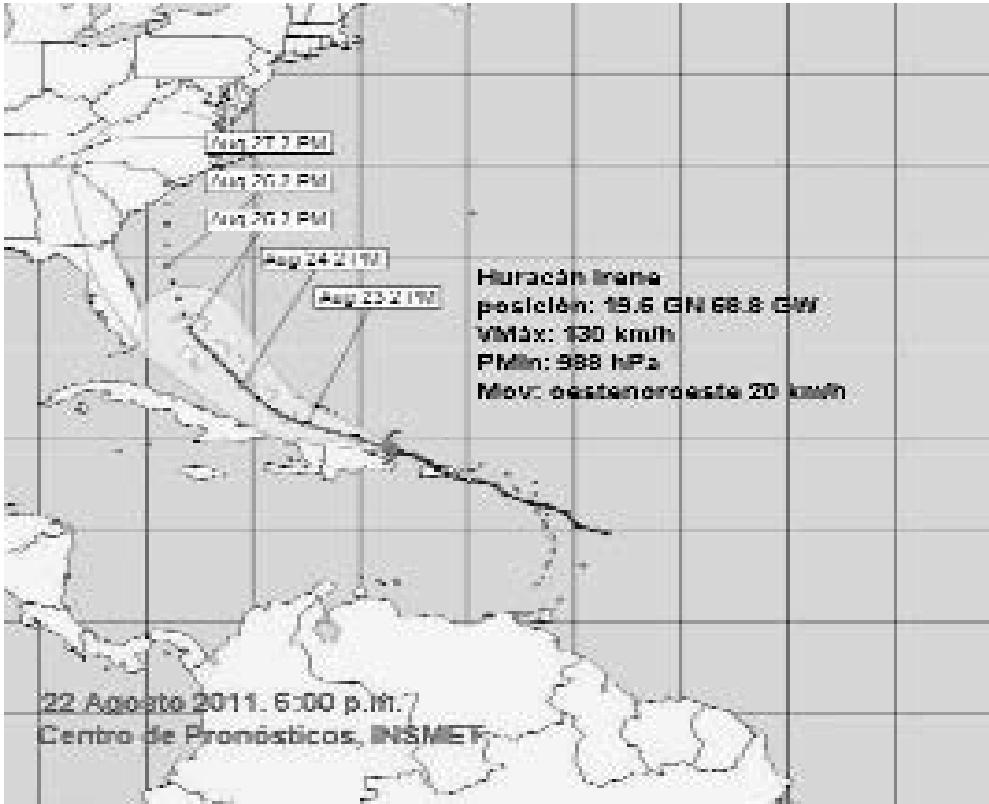 Aug 27 2 PM
Aug 26 2 PM
Aug 25 2 PM
Aug 24 2 PM
Aug 23 2 PM
Huracán Irene
posición: 19.6 GN 68.8 GW
VMáx: 130 km/h
PMín: 988 hPa
Mov: oestenoroeste 20 km/h
22 Agosto 2011. 6:00 p.m.
Centro de Pronósticos, INSMET